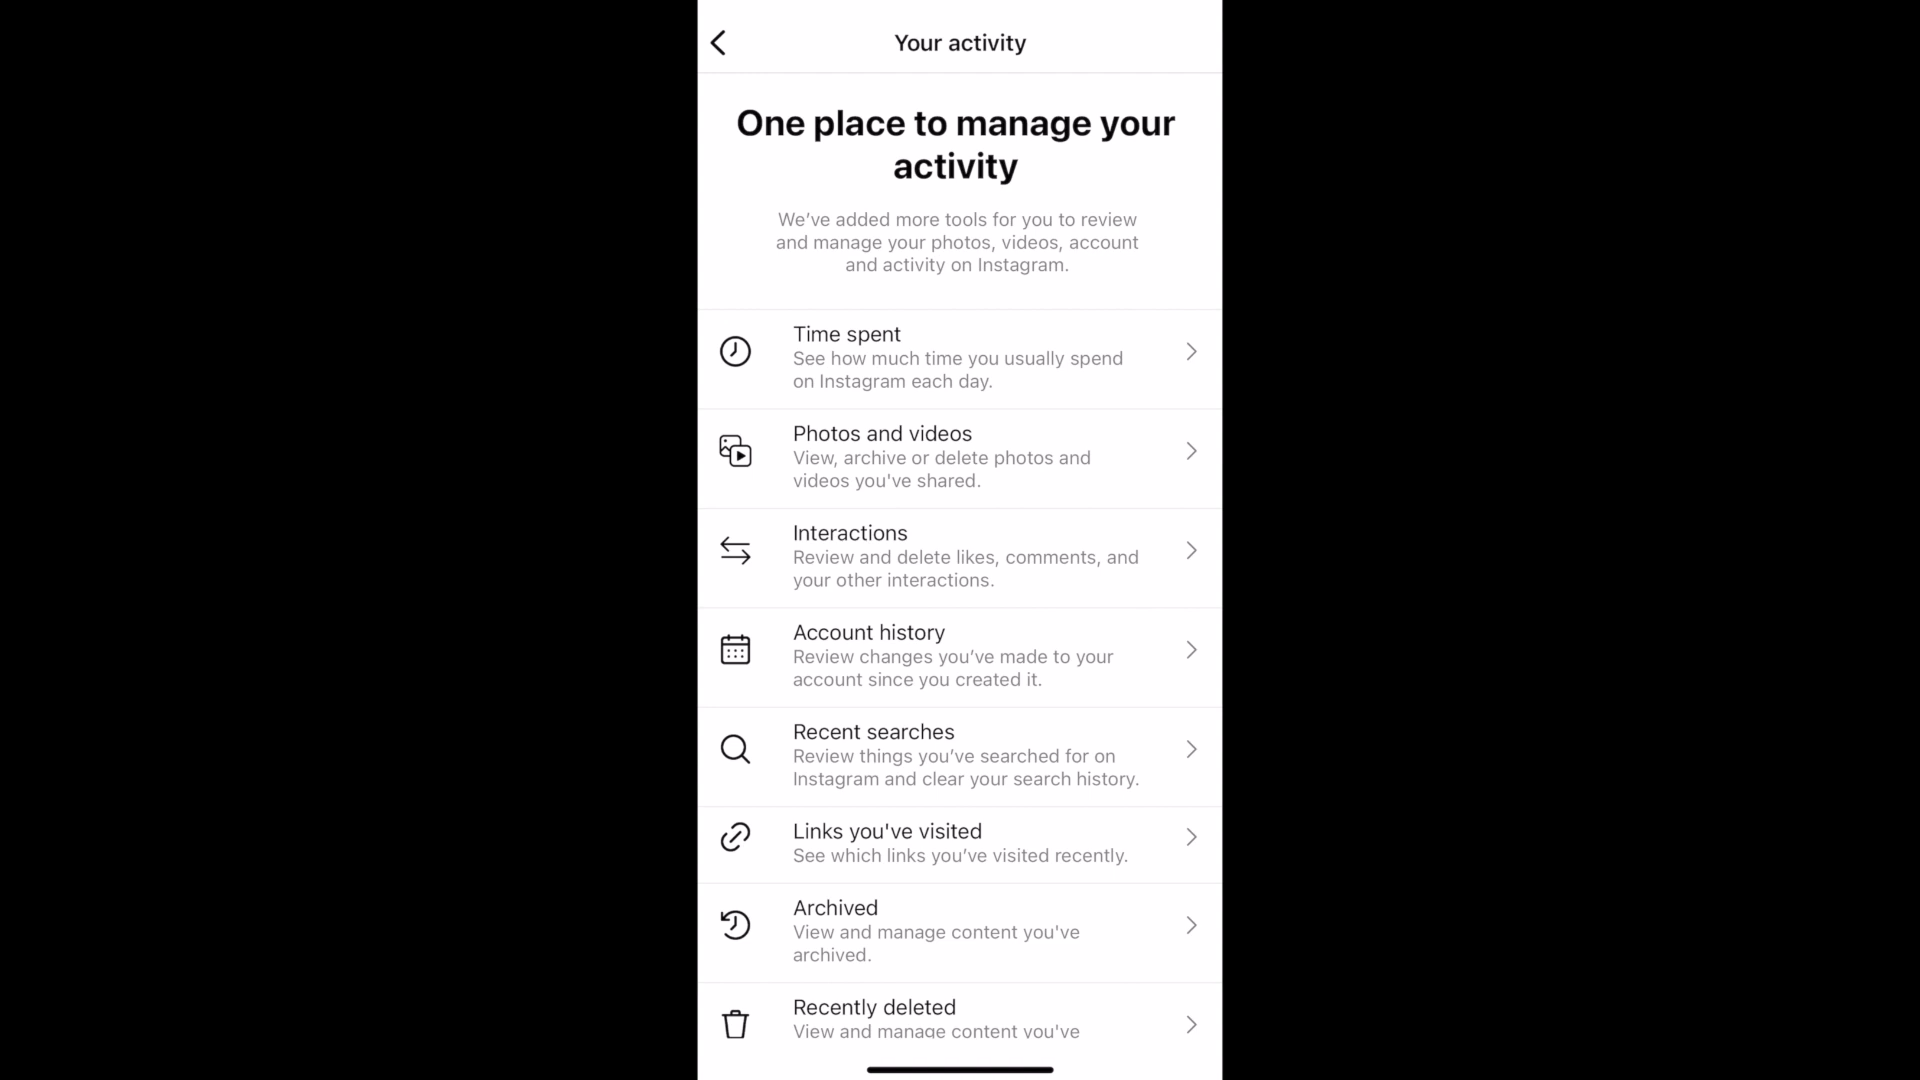 Your activity
One place to manage your
activity
We’ve added more tools for you to review
and manage your photos, videos, account
and activity on Instagram.
Time spent
See how much time you usually spend
on Instagram each day.
Photos and videos
View, archive or delete photos and
videos you've shared.
Interactions
Review and delete likes, comments, and
your other interactions.
Account history
Review changes you’ve made to your
account since you created it.
Recent searches
Review things you’ve searched for on
Instagram and clear your search history.
Links you've visited
See which links you’ve visited recently.
Archived
View and manage content you've
archived.
Recently deleted
View and manage content you've